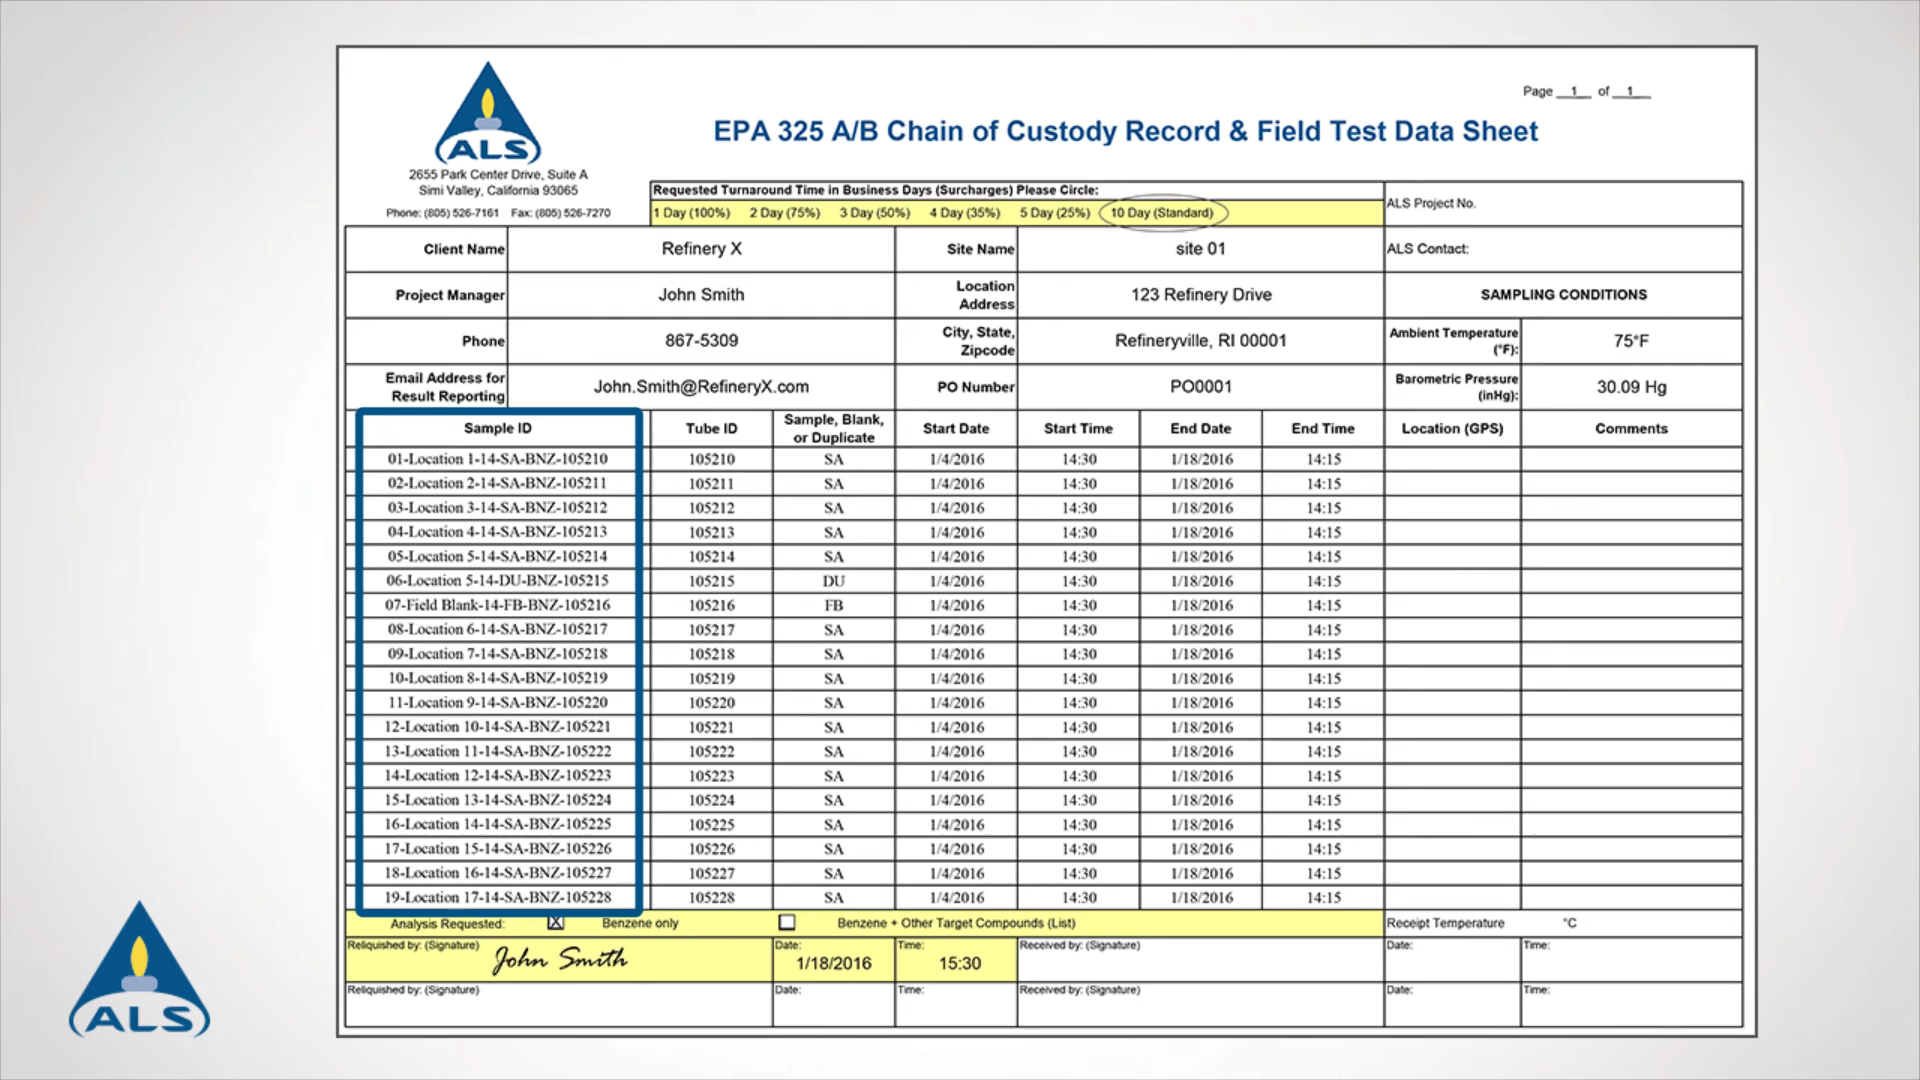 Page 1 of 1
ALS
EPA 325 A/B Chain of Custody Record & Field Test Data Sheet
2655 Park Center Drive, Suite A
Simi Valley, California 93065
Phone: (805) 526-7161 Fax: (805) 526-7270
Requested Turnaround Time in Business Days (Surcharges) Please Circle:
1 Day (100%) 2 Day (75%) 3 Day (50%) 4 Day (35%) 5 Day (25%) 10 Day (Standard)
ALS Project No.
Client Name Refinery X Site Name site 01 ALS Contact:
Project Manager John Smith Location Address 123 Refinery Drive SAMPLING CONDITIONS
Phone 867-5309 City, State, Zipcode Refineryville, RI 00001 Ambient Temperature (°F): 75°F
Email Address for Result Reporting John.Smith@RefineryX.com PO Number PO0001 Barometric Pressure (inHg): 30.09 Hg
Sample ID Tube ID Sample, Blank, or Duplicate Start Date Start Time End Date End Time Location (GPS) Comments
01-Location 1-14-SA-BNZ-105210 105210 SA 1/4/2016 14:30 1/18/2016 14:15
02-Location 2-14-SA-BNZ-105211 105211 SA 1/4/2016 14:30 1/18/2016 14:15
03-Location 3-14-SA-BNZ-105212 105212 SA 1/4/2016 14:30 1/18/2016 14:15
04-Location 4-14-SA-BNZ-105213 105213 SA 1/4/2016 14:30 1/18/2016 14:15
05-Location 5-14-SA-BNZ-105214 105214 SA 1/4/2016 14:30 1/18/2016 14:15
06-Location 5-14-DU-BNZ-105215 105215 DU 1/4/2016 14:30 1/18/2016 14:15
07-Field Blank-14-FB-BNZ-105216 105216 FB 1/4/2016 14:30 1/18/2016 14:15
08-Location 6-14-SA-BNZ-105217 105217 SA 1/4/2016 14:30 1/18/2016 14:15
09-Location 7-14-SA-BNZ-105218 105218 SA 1/4/2016 14:30 1/18/2016 14:15
10-Location 8-14-SA-BNZ-105219 105219 SA 1/4/2016 14:30 1/18/2016 14:15
11-Location 9-14-SA-BNZ-105220 105220 SA 1/4/2016 14:30 1/18/2016 14:15
12-Location 10-14-SA-BNZ-105221 105221 SA 1/4/2016 14:30 1/18/2016 14:15
13-Location 11-14-SA-BNZ-105222 105222 SA 1/4/2016 14:30 1/18/2016 14:15
14-Location 12-14-SA-BNZ-105223 105223 SA 1/4/2016 14:30 1/18/2016 14:15
15-Location 13-14-SA-BNZ-105224 105224 SA 1/4/2016 14:30 1/18/2016 14:15
16-Location 14-14-SA-BNZ-105225 105225 SA 1/4/2016 14:30 1/18/2016 14:15
17-Location 15-14-SA-BNZ-105226 105226 SA 1/4/2016 14:30 1/18/2016 14:15
18-Location 16-14-SA-BNZ-105227 105227 SA 1/4/2016 14:30 1/18/2016 14:15
19-Location 17-14-SA-BNZ-105228 105228 SA 1/4/2016 14:30 1/18/2016 14:15
Analysis Requested: X Benzene only Benzene + Other Target Compounds (List) Receipt Temperature °C
Reliquished by: (Signature) John Smith Date: 1/18/2016 Time: 15:30 Received by: (Signature) Date: Time:
Reliquished by: (Signature) Date: Time: Received by: (Signature) Date: Time:
ALS